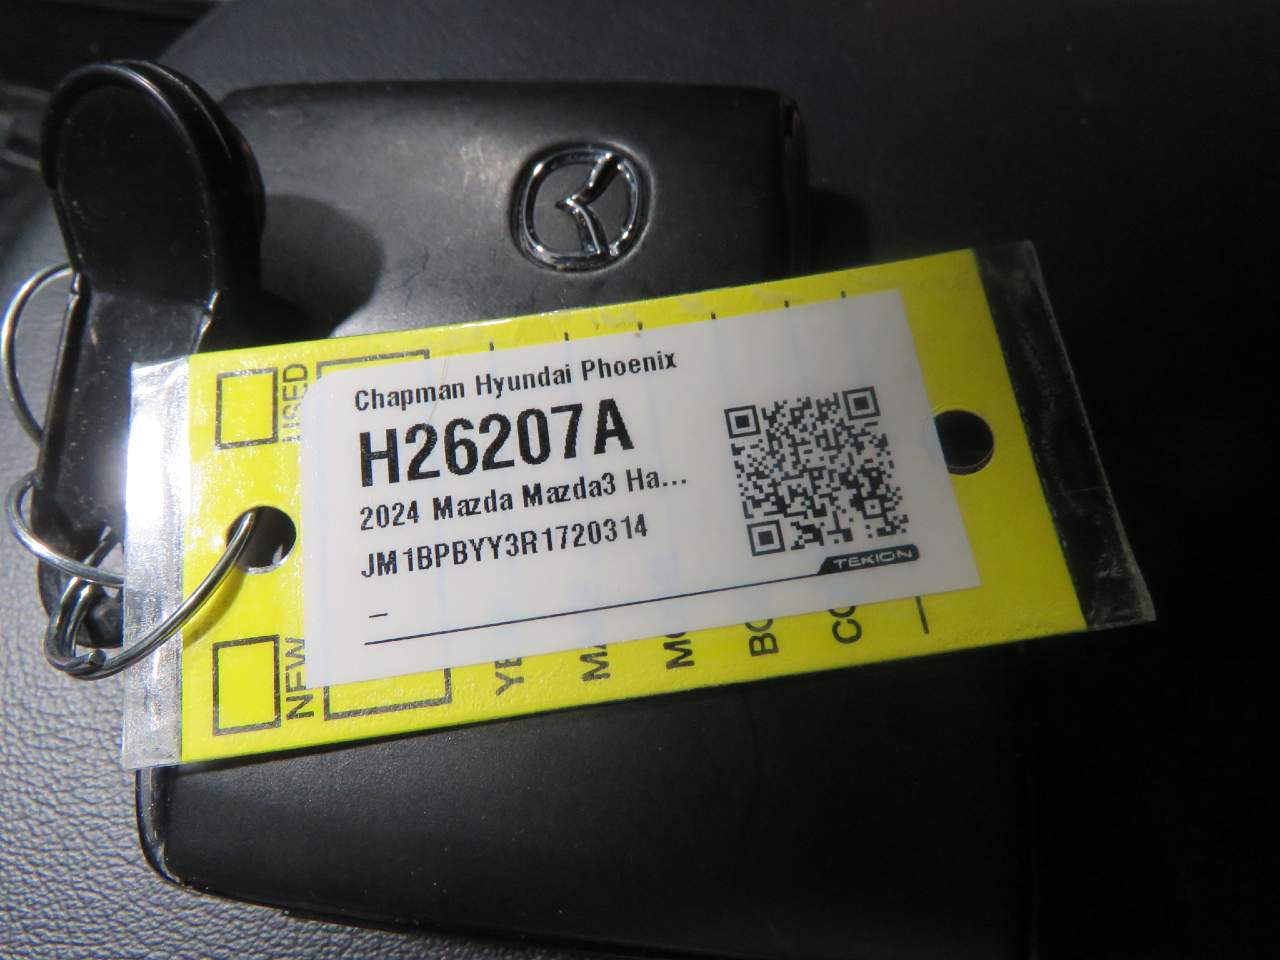 Chapman Hyundai Phoenix
H26207A
2024 Mazda Mazda3 Ha...
JM1BPBYY3R1720314
–
TEKION
USED
NEW